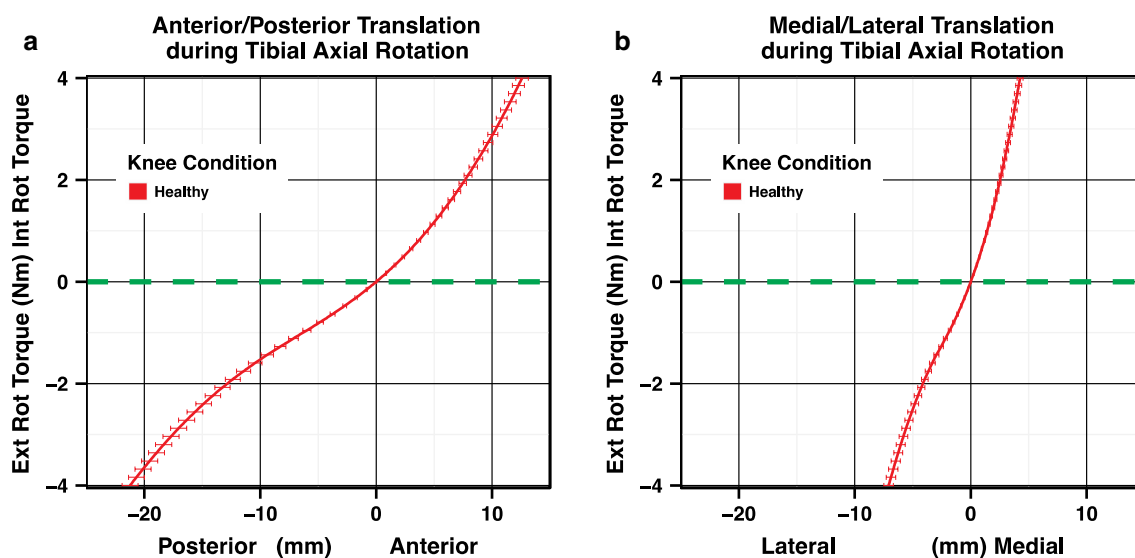 a
Anterior/Posterior Translation
during Tibial Axial Rotation
Ext Rot Torque (Nm) Int Rot Torque
4
2
0
−2
−4
Knee Condition
Healthy
−20
−10
0
10
Posterior (mm) Anterior
b
Medial/Lateral Translation
during Tibial Axial Rotation
Ext Rot Torque (Nm) Int Rot Torque
4
2
0
−2
−4
Knee Condition
Healthy
−20
−10
0
10
Lateral (mm) Medial